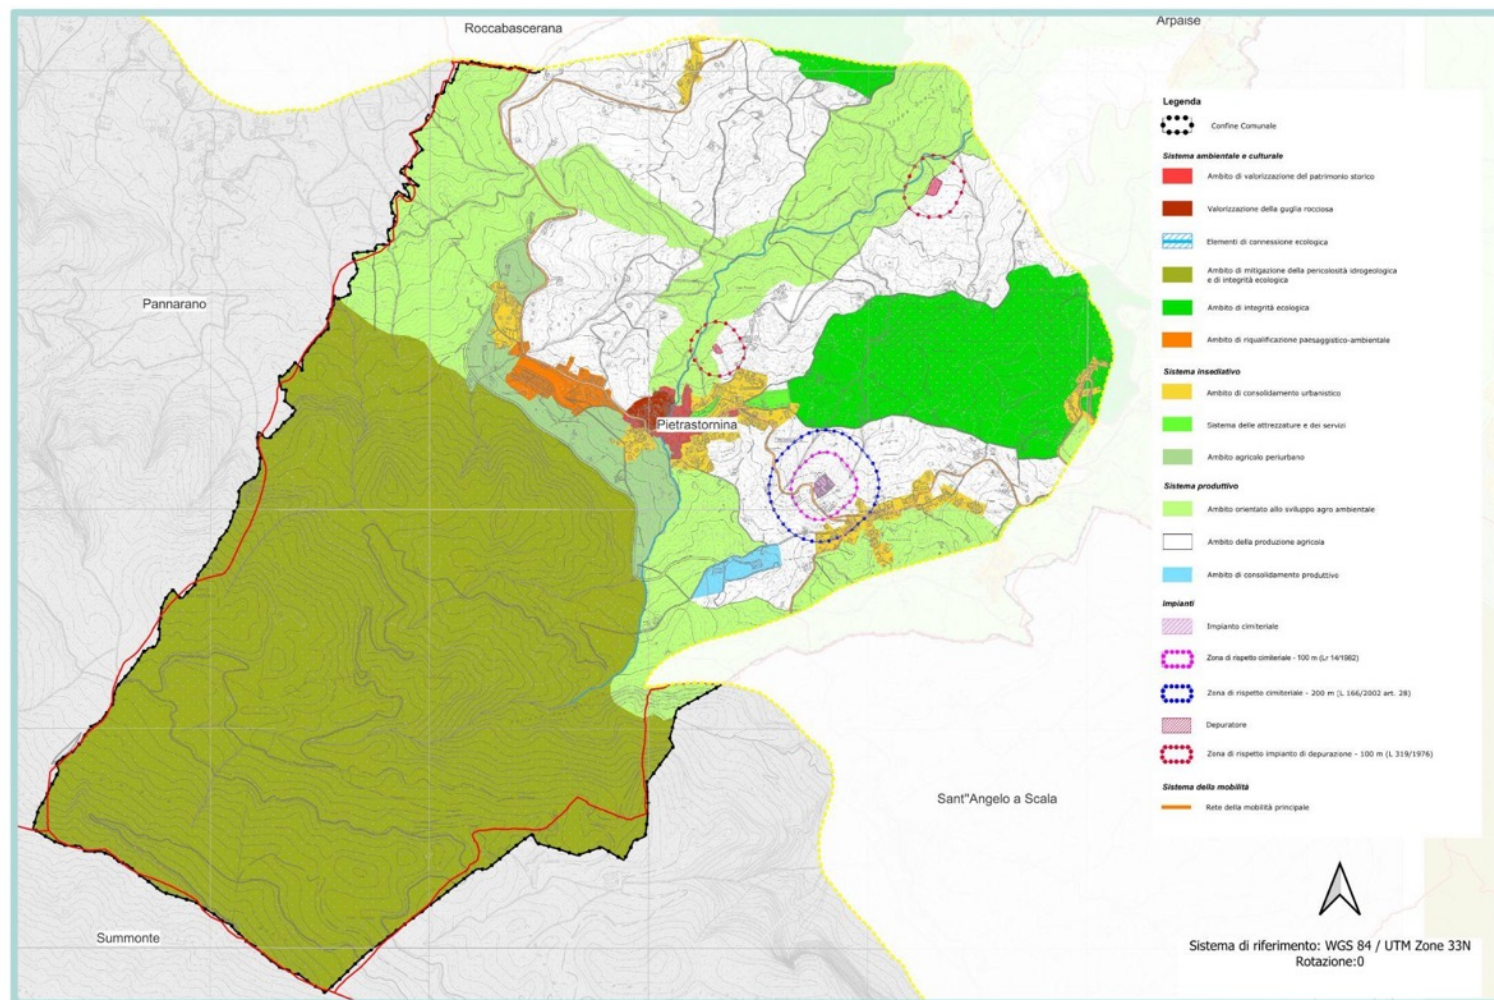 Roccabascerana
Arpaise
Pannarano
Pietrastornina
Sant"Angelo a Scala
Summonte
Legenda
Confine Comunale
Sistema ambientale e culturale
Ambito di valorizzazione del patrimonio storico
Valorizzazione della guglia rocciosa
Elementi di connessione ecologica
Ambito di mitigazione della pericolosità idrogeologica
e di integrità ecologica
Ambito di integrità ecologica
Ambito di riqualificazione paesaggistico-ambientale
Sistema insediativo
Ambito di consolidamento urbanistico
Sistema delle attrezzature e dei servizi
Ambito agricolo periurbano
Sistema produttivo
Ambito orientato allo sviluppo agro ambientale
Ambito della produzione agricola
Ambito di consolidamento produttivo
Impianti
Impianto cimiteriale
Zona di rispetto cimiteriale - 100 m (Lr 14/1982)
Zona di rispetto cimiteriale - 200 m (L 166/2002 art. 28)
Depuratore
Zona di rispetto impianto di depurazione - 100 m (L 319/1976)
Sistema della mobilità
Rete della mobilità principale
Sistema di riferimento: WGS 84 / UTM Zone 33N
Rotazione:0